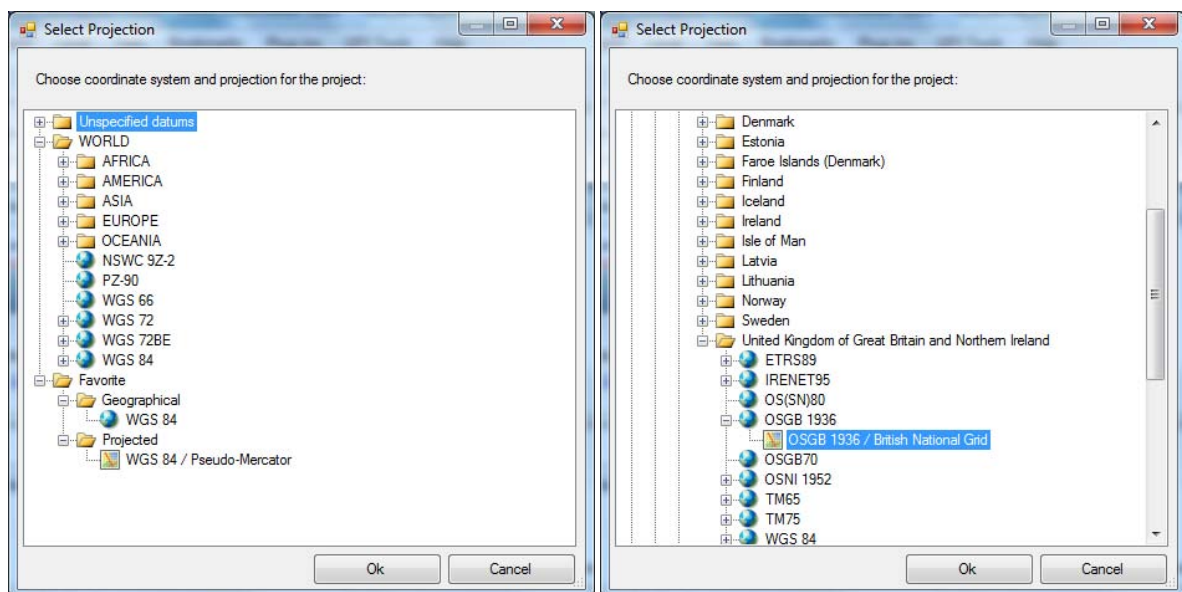 Select Projection
Choose coordinate system and projection for the project:
Unspecified datums
WORLD
AFRICA
AMERICA
ASIA
EUROPE
OCEANIA
NSWC 9Z-2
PZ-90
WGS 66
WGS 72
WGS 72BE
WGS 84
Favorite
Geographical
WGS 84
Projected
WGS 84 / Pseudo-Mercator
Ok
Cancel
Select Projection
Choose coordinate system and projection for the project:
Denmark
Estonia
Faroe Islands (Denmark)
Finland
Iceland
Ireland
Isle of Man
Latvia
Lithuania
Norway
Sweden
United Kingdom of Great Britain and Northern Ireland
ETRS89
IRENET95
OS(SN)80
OSGB 1936
OSGB 1936 / British National Grid
OSGB70
OSNI 1952
TM65
TM75
WGS 84
Ok
Cancel